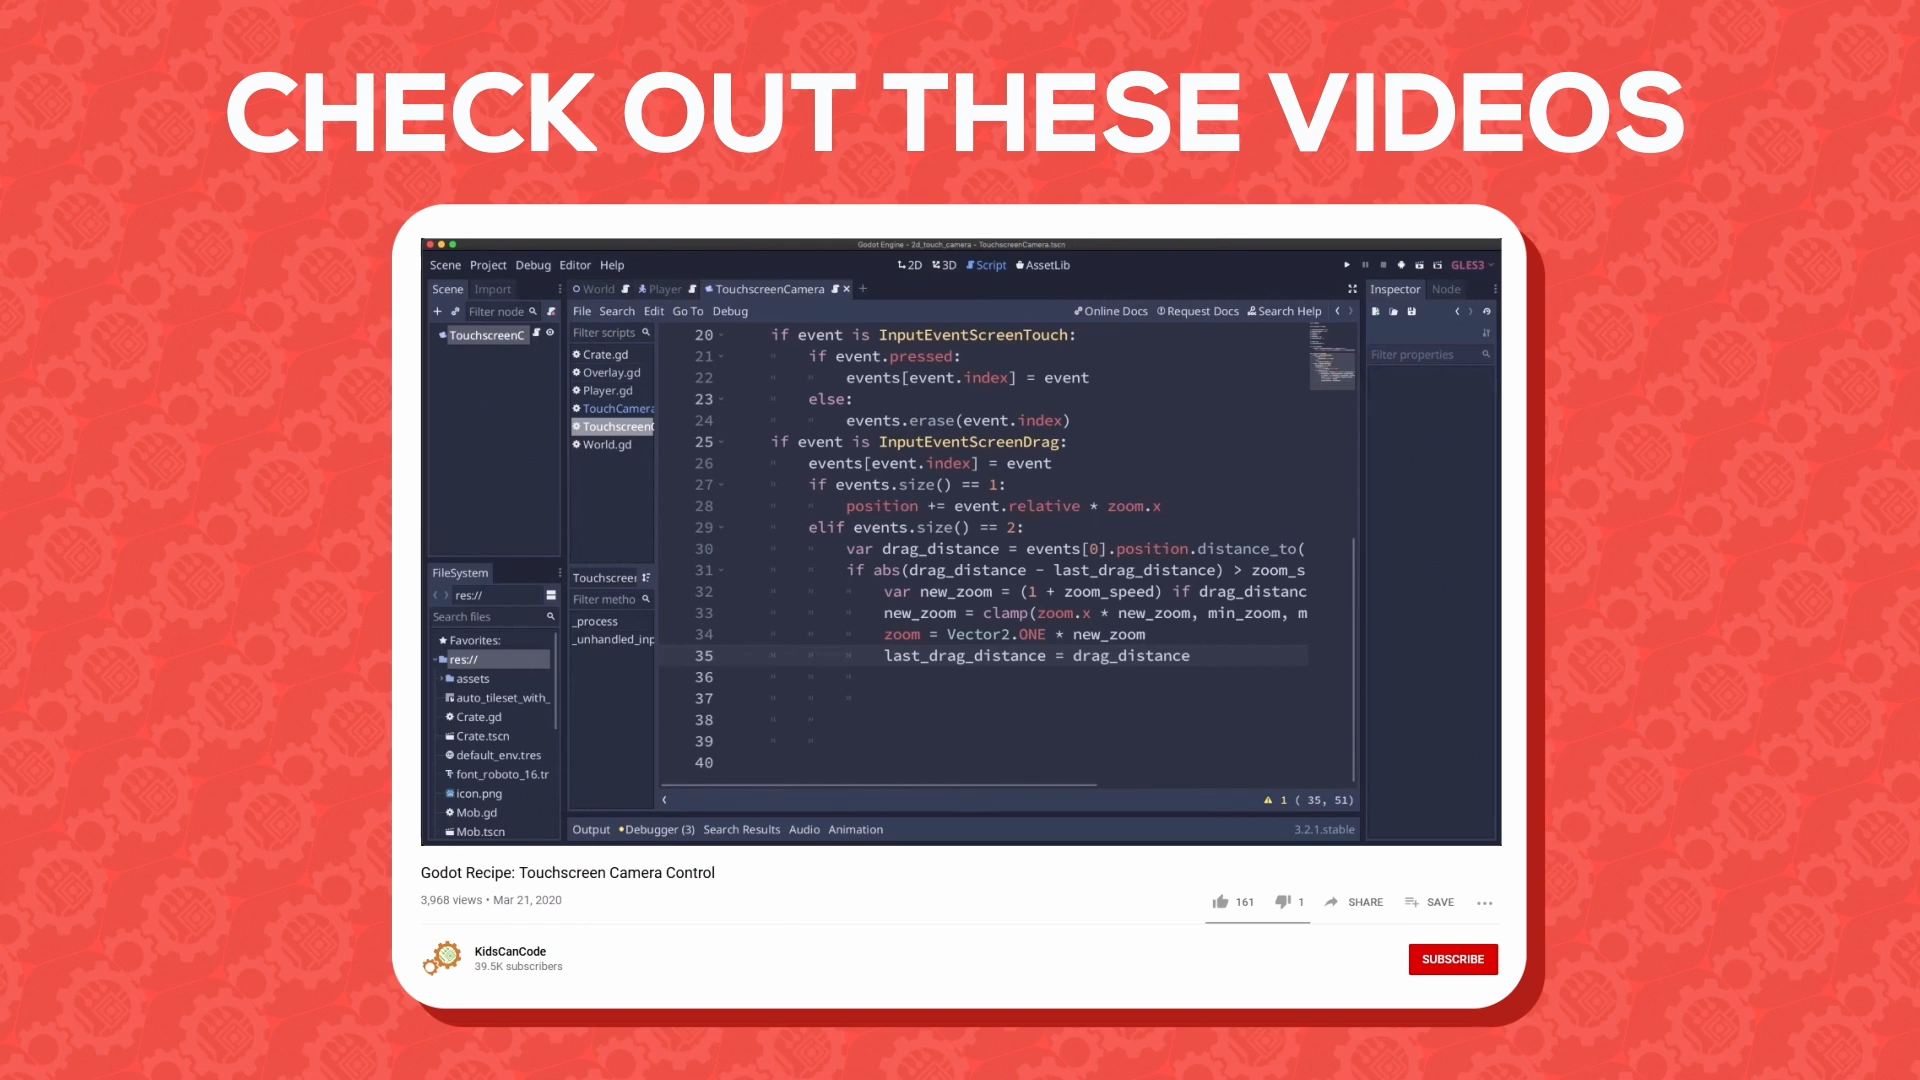 CHECK OUT THESE VIDEOS
Godot Engine - 2d_touch_camera - TouchscreenCamera.tscn
Scene Project Debug Editor Help
2D 3D Script AssetLib
GLES3
Scene Import
World Player TouchscreenCamera
Inspector Node
Filter node
File Search Edit Go To Debug
Online Docs Request Docs Search Help
TouchscreenC
Filter scripts
Crate.gd
Overlay.gd
Player.gd
TouchCamera
Touchscreen
World.gd
Filter properties
20 if event is InputEventScreenTouch:
21 if event.pressed:
22 events[event.index] = event
23 else:
24 events.erase(event.index)
25 if event is InputEventScreenDrag:
26 events[event.index] = event
27 if events.size() == 1:
28 position += event.relative * zoom.x
29 elif events.size() == 2:
30 var drag_distance = events[0].position.distance_to(
31 if abs(drag_distance - last_drag_distance) > zoom_s
32 var new_zoom = (1 + zoom_speed) if drag_distanc
33 new_zoom = clamp(zoom.x * new_zoom, min_zoom, m
34 zoom = Vector2.ONE * new_zoom
35 last_drag_distance = drag_distance
36
37
38
39
40
FileSystem
res://
Search files
Favorites:
res://
assets
auto_tileset_with_
Crate.gd
Crate.tscn
default_env.tres
font_roboto_16.tr
icon.png
Mob.gd
Mob.tscn
Touchscreer
Filter metho
_process
_unhandled_inp
1 ( 35, 51)
Output Debugger (3) Search Results Audio Animation
3.2.1.stable
Godot Recipe: Touchscreen Camera Control
3,968 views • Mar 21, 2020
161 1 SHARE SAVE
KidsCanCode
39.5K subscribers
SUBSCRIBE